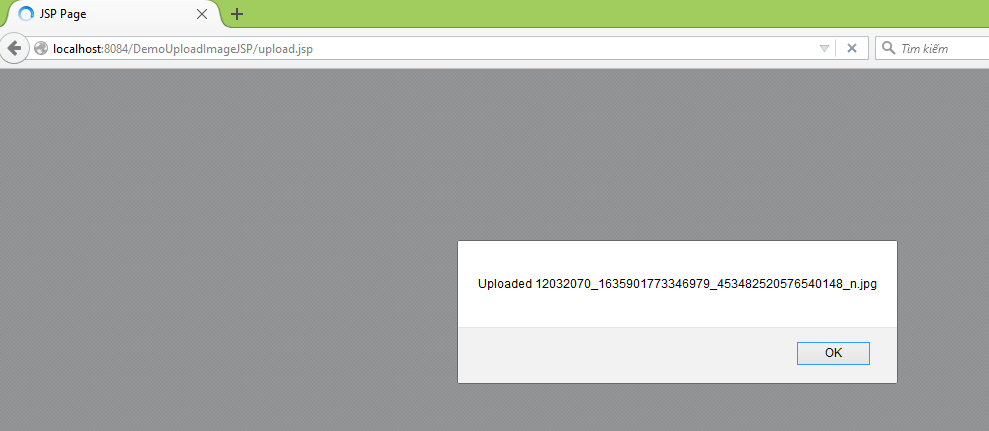 JSP Page
localhost:8084/DemoUploadImageJSP/upload.jsp
Tìm kiếm
Uploaded 12032070_1635901773346979_453482520576540148_n.jpg
OK